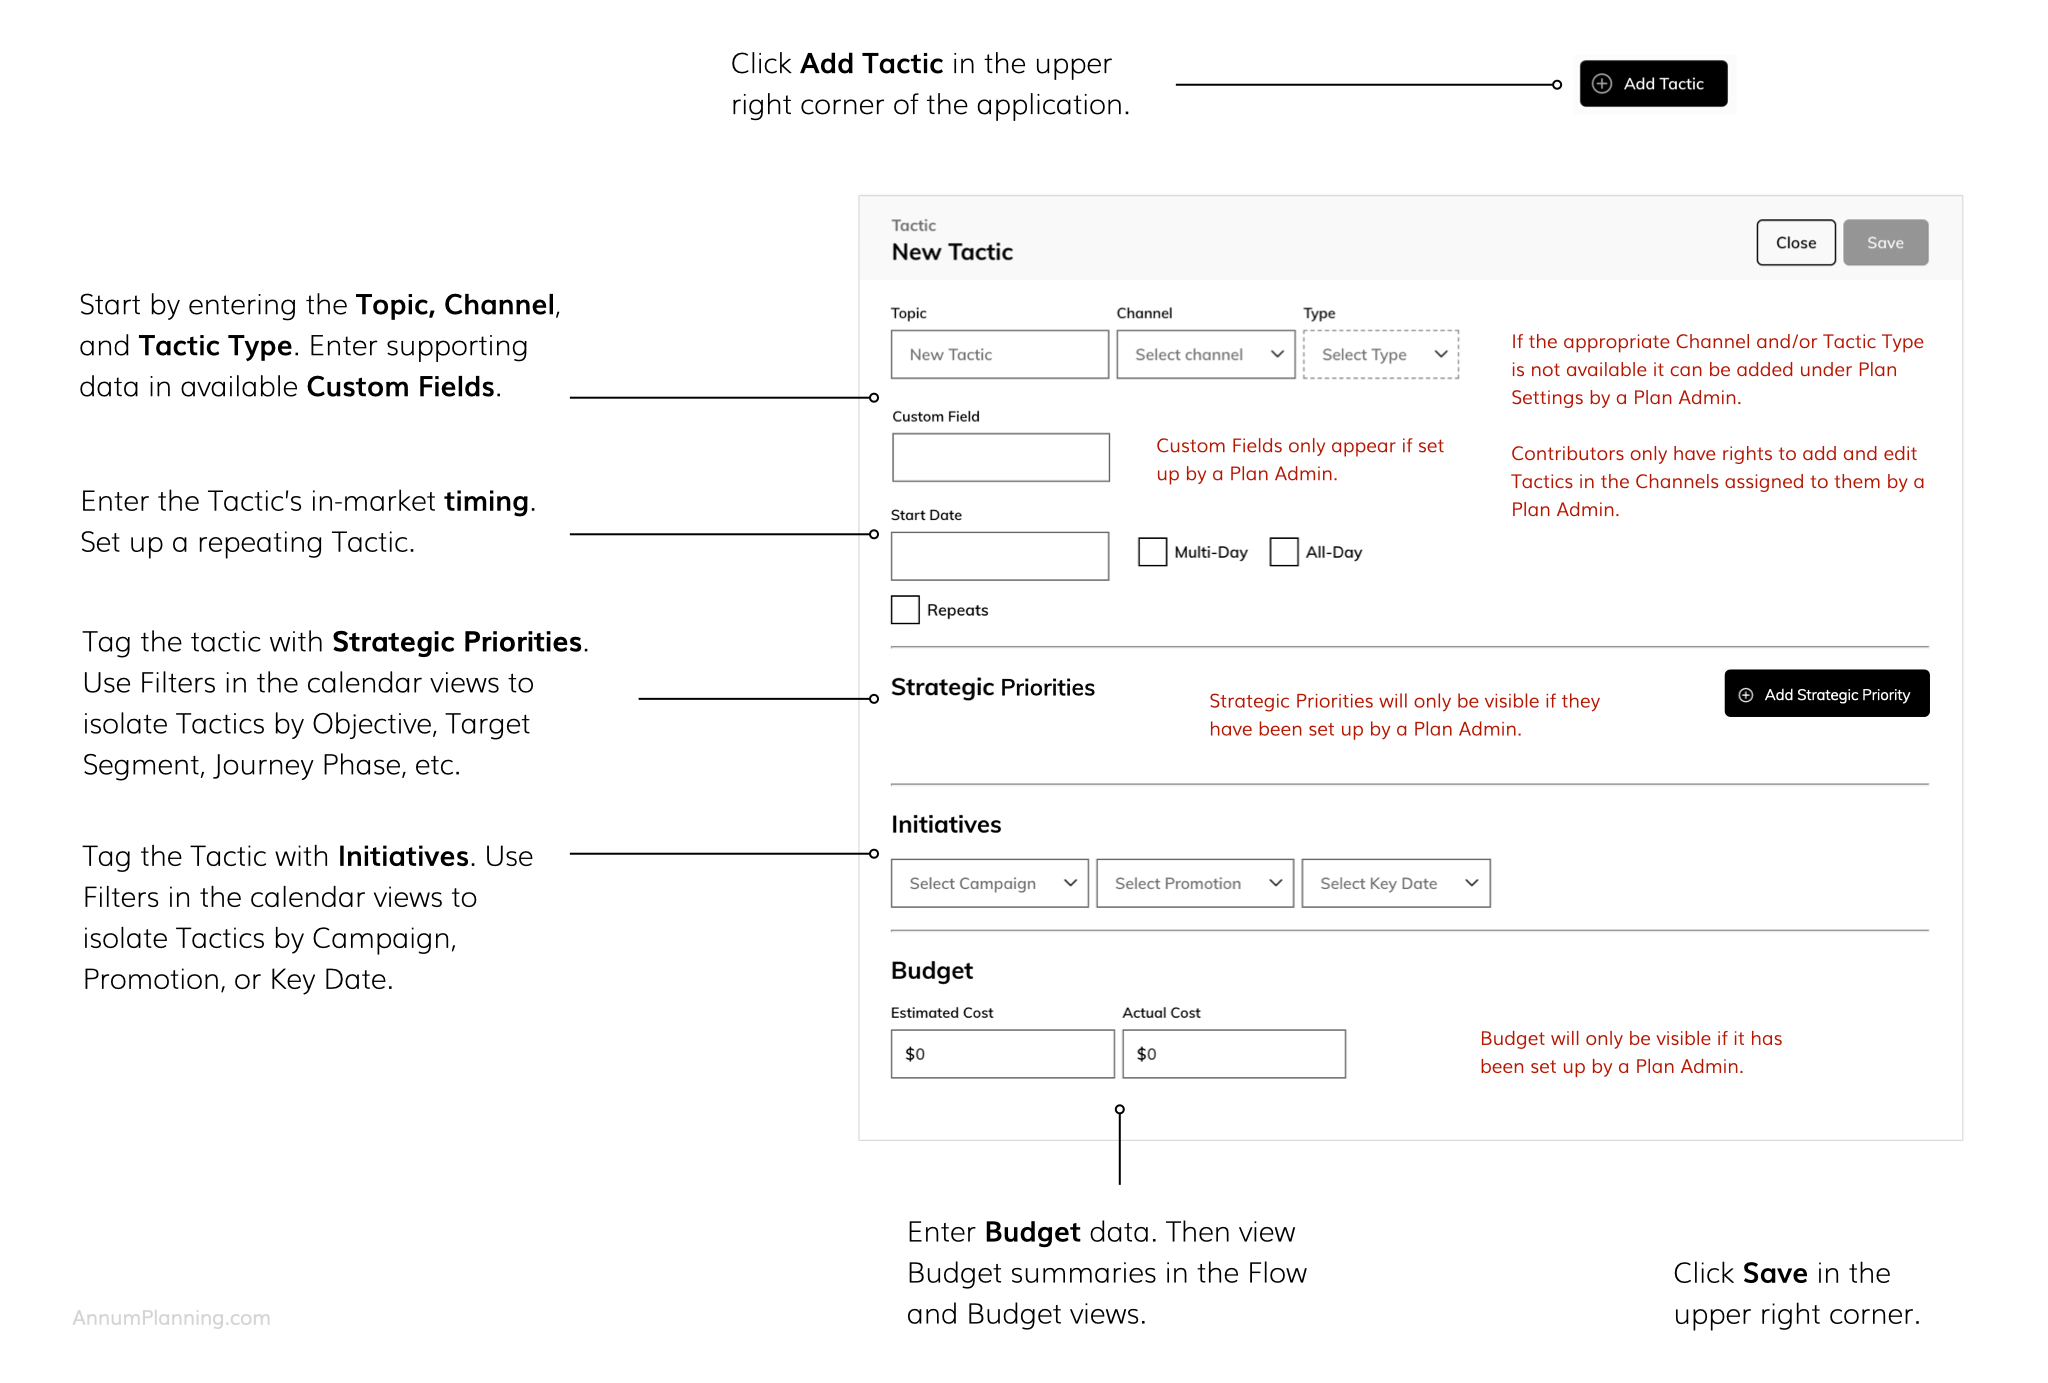 Click Add Tactic in the upper
right corner of the application.
Add Tactic
Tactic
New Tactic
Close
Save
Start by entering the Topic, Channel,
and Tactic Type. Enter supporting
data in available Custom Fields.
Topic
Channel
Type
New Tactic
Select channel
Select Type
If the appropriate Channel and/or Tactic Type
is not available it can be added under Plan
Settings by a Plan Admin.
Custom Field
Custom Fields only appear if set
up by a Plan Admin.
Contributors only have rights to add and edit
Tactics in the Channels assigned to them by a
Plan Admin.
Enter the Tactic's in-market timing.
Set up a repeating Tactic.
Start Date
Multi-Day
All-Day
Repeats
Tag the tactic with Strategic Priorities.
Use Filters in the calendar views to
isolate Tactics by Objective, Target
Segment, Journey Phase, etc.
Strategic Priorities
Strategic Priorities will only be visible if they
have been set up by a Plan Admin.
Add Strategic Priority
Tag the Tactic with Initiatives. Use
Filters in the calendar views to
isolate Tactics by Campaign,
Promotion, or Key Date.
Initiatives
Select Campaign
Select Promotion
Select Key Date
Budget
Estimated Cost
Actual Cost
$0
$0
Budget will only be visible if it has
been set up by a Plan Admin.
Enter Budget data. Then view
Budget summaries in the Flow
and Budget views.
Click Save in the
upper right corner.
AnnumPlanning.com